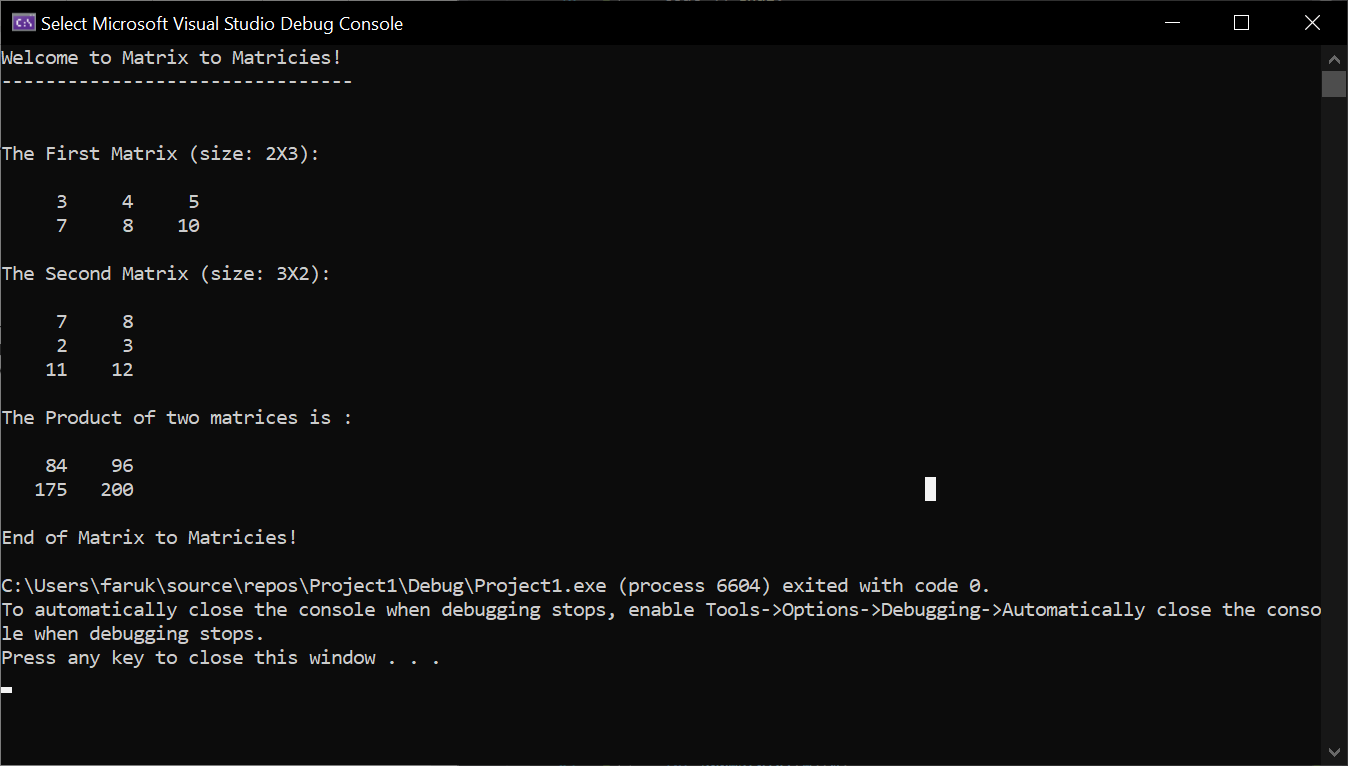 Select Microsoft Visual Studio Debug Console
Welcome to Matrix to Matricies!
--------------------------------
The First Matrix (size: 2X3):
3 4 5
7 8 10
The Second Matrix (size: 3X2):
7 8
2 3
11 12
The Product of two matrices is :
84 96
175 200
End of Matrix to Matricies!
C:\Users\faruk\source\repos\Project1\Debug\Project1.exe (process 6604) exited with code 0.
To automatically close the console when debugging stops, enable Tools->Options->Debugging->Automatically close the conso
le when debugging stops.
Press any key to close this window . . .